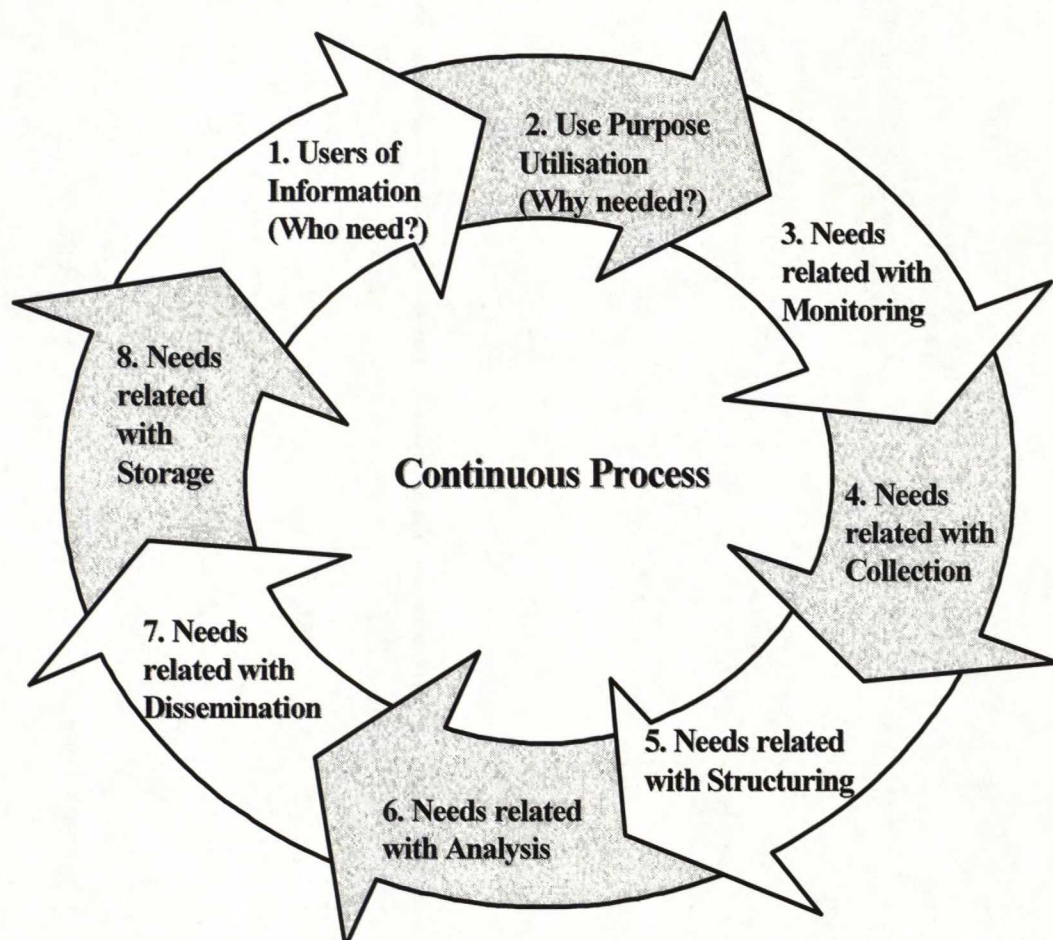 1. Users of
Information
(Who need?)
2. Use Purpose
Utilisation
(Why needed?)
3. Needs
related with
Monitoring
8. Needs
related
with
Storage
Continuous Process
4. Needs
related with
Collection
7. Needs
related with
Dissemination
5. Needs related
with Structuring
6. Needs related
with Analysis